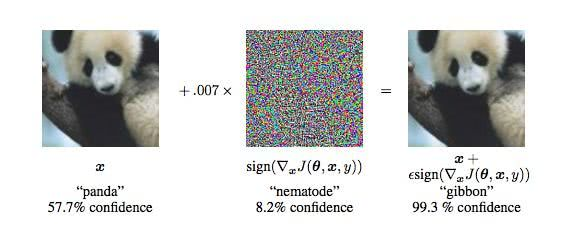 + .007 ×
=
x
sign(∇ₓJ(θ, x, y))
x +
ϵsign(∇ₓJ(θ, x, y))
“panda”
“nematode”
“gibbon”
57.7% confidence
8.2% confidence
99.3 % confidence